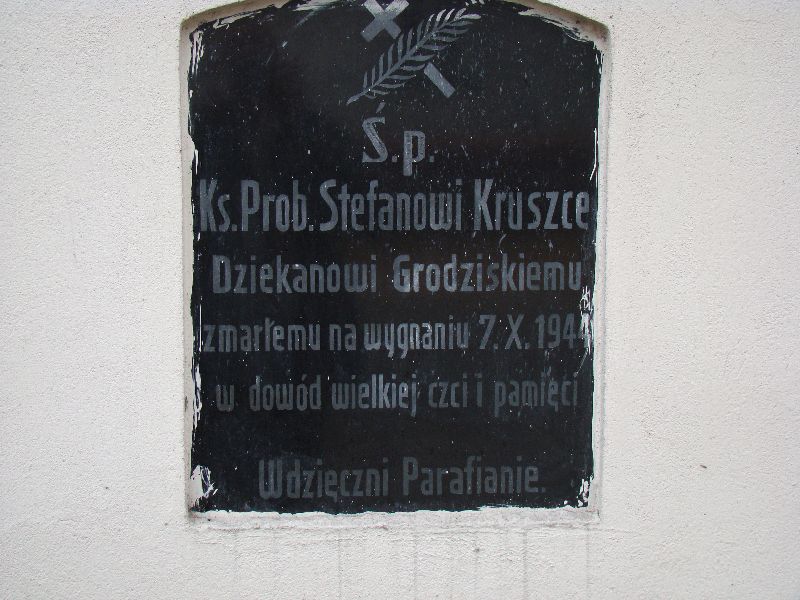 Ś.p.
Ks. Prob. Stefanowi Kruszce
Dziekanowi Grodziskiemu
zmarłemu na wygnaniu 7. X. 1944
w dowód wielkiej czci i pamięci
Wdzięczni Parafianie.